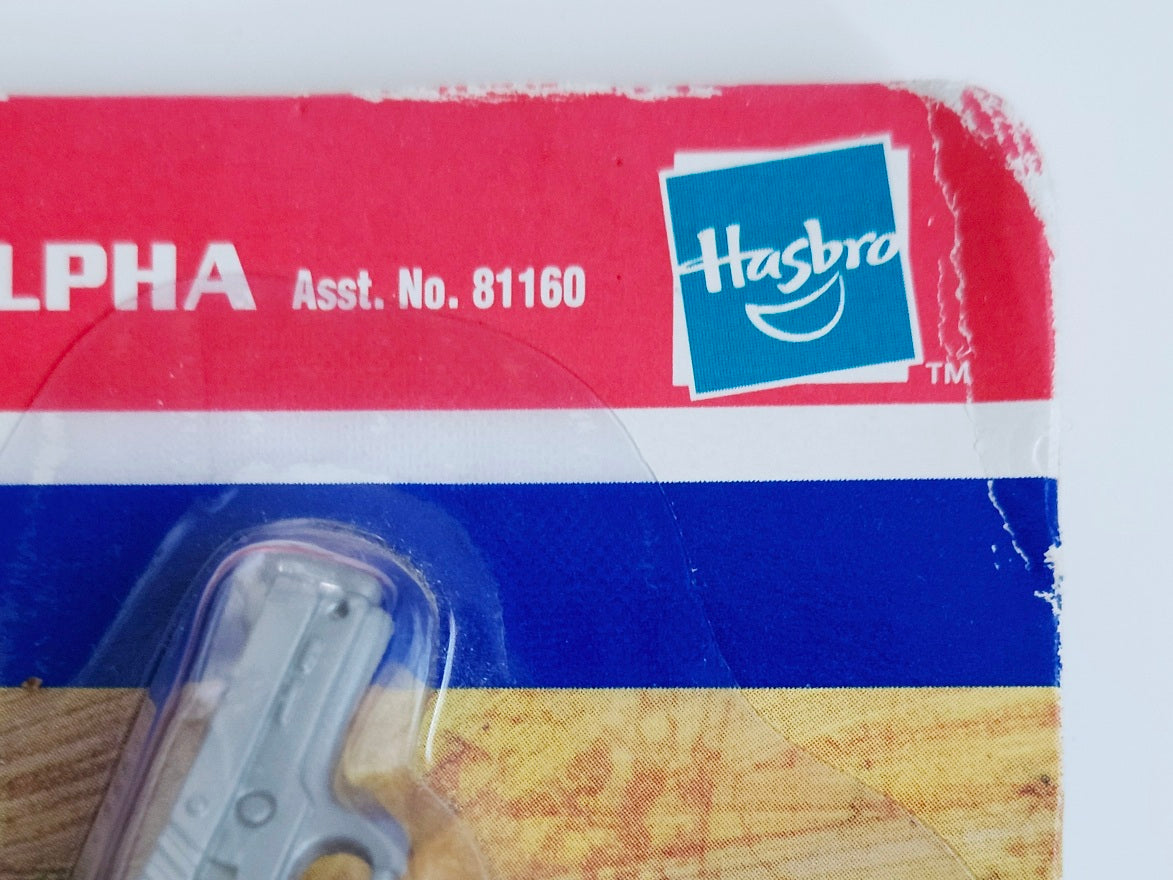 LPHA Asst. No. 81160
Hasbro
TM